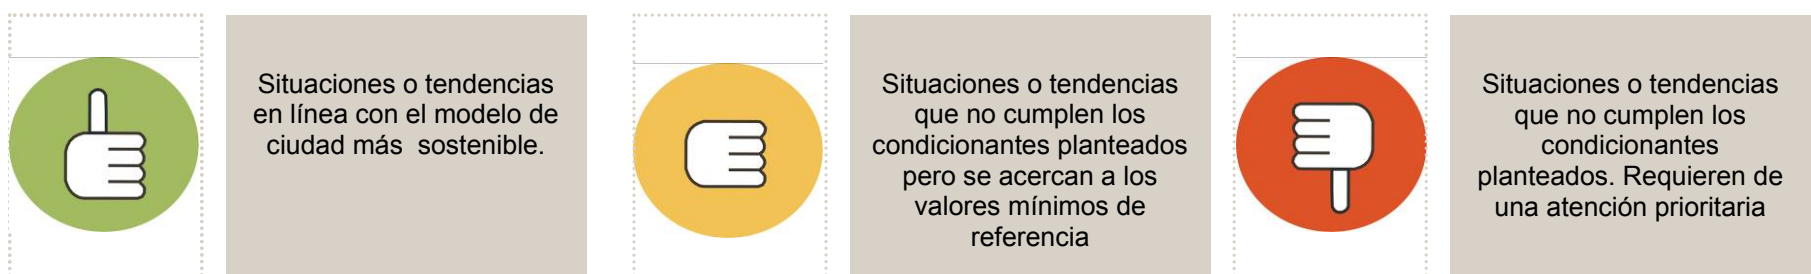 Situaciones o tendencias
en línea con el modelo de
ciudad más  sostenible.
Situaciones o tendencias
que no cumplen los
condicionantes planteados
pero se acercan a los
valores mínimos de
referencia
Situaciones o tendencias
que no cumplen los
condicionantes
planteados. Requieren de
una atención prioritaria